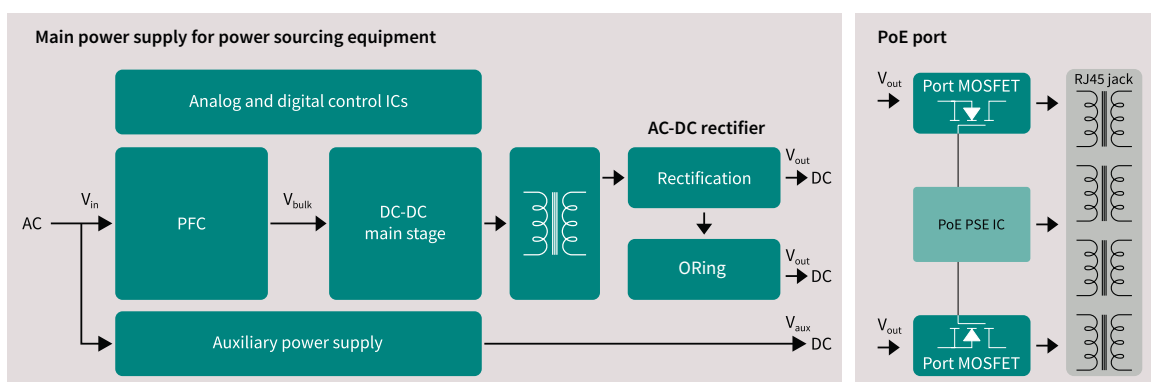 Main power supply for power sourcing equipment
Analog and digital control ICs
AC-DC rectifier
AC
Vin
PFC
Vbulk
DC-DC
main stage
Rectification
Vout
DC
ORing
Vout
DC
Auxiliary power supply
Vaux
DC
PoE port
Vout
Port MOSFET
RJ45 jack
PoE PSE IC
Vout
Port MOSFET